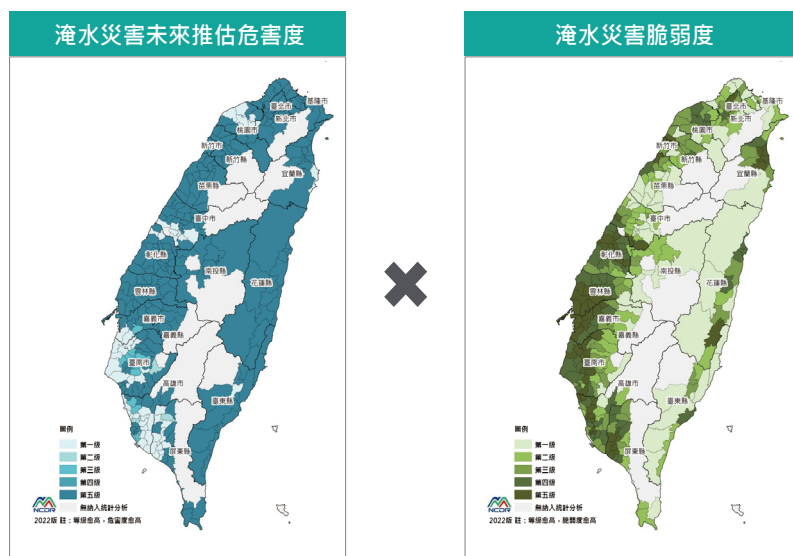 淹水災害未來推估危害度
基隆市
臺北市
新北市
桃園市
新竹市
新竹縣
宜蘭縣
苗栗縣
臺中市
彰化縣
南投縣
花蓮縣
雲林縣
嘉義市
嘉義縣
臺南市
高雄市
臺東縣
屏東縣
圖例
第一級
第二級
第三級
第四級
第五級
無納入統計分析
NCDR
2022版 註：等級愈高，危害度愈高
淹水災害脆弱度
基隆市
臺北市
新北市
桃園市
新竹市
新竹縣
宜蘭縣
苗栗縣
臺中市
彰化縣
南投縣
花蓮縣
雲林縣
嘉義市
嘉義縣
臺南市
高雄市
臺東縣
屏東縣
圖例
第一級
第二級
第三級
第四級
第五級
無納入統計分析
NCDR
2022版 註：等級愈高，脆弱度愈高